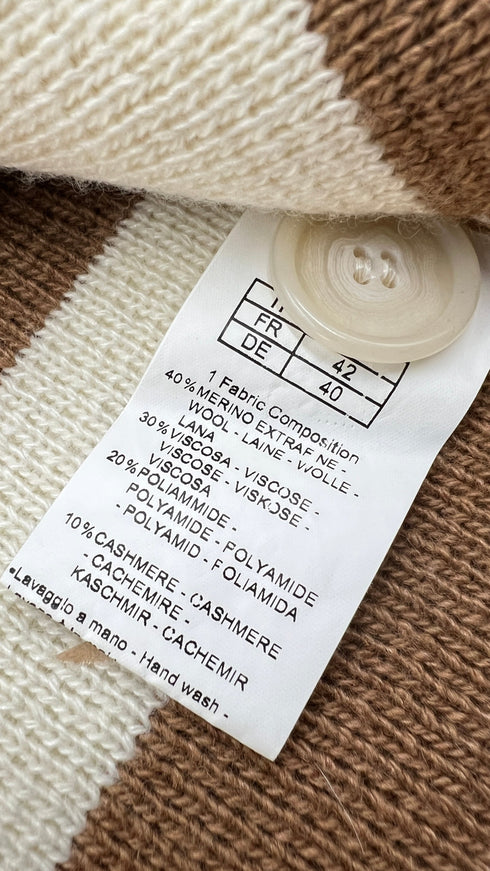 FR 42
DE 40
1 Fabric Composition
40%MERINO EXTRAFINE -
WOOL - LAINE - WOLLE -
LANA
30%VISCOSA - VISCOSE -
VISCOSE - VISKOSE -
VISCOSA
20%POLIAMMIDE -
POLYAMIDE - POLYAMIDE
- POLYAMID - POLIAMIDA
10%CASHMERE - CASHMERE
- CACHEMIRE -
KASCHMIR - CACHEMIR
•Lavaggio a mano - Hand wash -